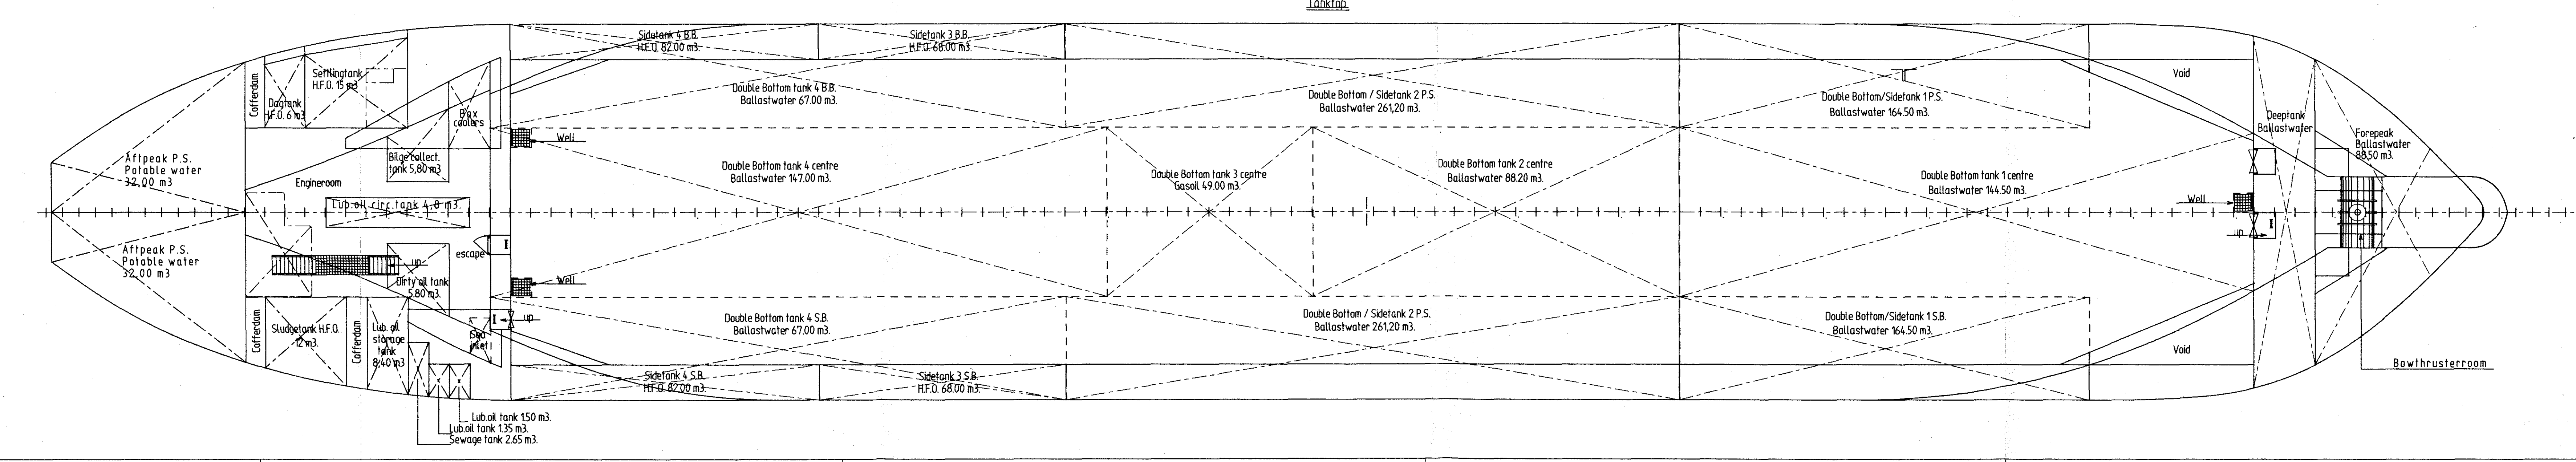 Tanktop
Sidetank 4 B.B.
H.F.O. 82.00 m3.
Sidetank 3 B.B.
H.F.O. 68.00 m3.
Cofferdam
Dagtank
H.F.O. 6 m3
Settlingtank
H.F.O. 15 m3
Box
coolers
Double Bottom tank 4 B.B.
Ballastwater 67.00 m3.
Double Bottom / Sidetank 2 P.S.
Ballastwater 261,20 m3.
Double Bottom/Sidetank 1 P.S.
Ballastwater 164.50 m3.
Void
Deeptank
Ballastwater
Forepeak
Ballastwater
88,50 m3.
Aftpeak P.S.
Potable water
32,00 m3
Engineroom
Bilge collect.
tank 5,80 m3
Well
Double Bottom tank 4 centre
Ballastwater 147.00 m3.
Double Bottom tank 3 centre
Gasoil 49.00 m3.
Double Bottom tank 2 centre
Ballastwater 88.20 m3.
Double Bottom tank 1 centre
Ballastwater 144.50 m3.
Lub.oil circ.tank 4,8 m3.
Well
up
Aftpeak P.S.
Potable water
32,00 m3
up
escape
I
I
Dirty oil tank
5.80 m3.
Well
Cofferdam
Sludgetank H.F.O.
12 m3.
Cofferdam
Lub. oil
storage
tank
8,40 m3
Sea
inlet
I
up
Double Bottom tank 4 S.B.
Ballastwater 67.00 m3.
Double Bottom / Sidetank 2 P.S.
Ballastwater 261,20 m3.
Double Bottom/Sidetank 1 S.B.
Ballastwater 164.50 m3.
Void
Bowthrusterroom
Sidetank 4 S.B.
H.F.O. 82.00 m3.
Sidetank 3 S.B.
H.F.O. 68.00 m3.
Lub.oil tank 1.50 m3.
Lub.oil tank 1.35 m3.
Sewage tank 2.65 m3.